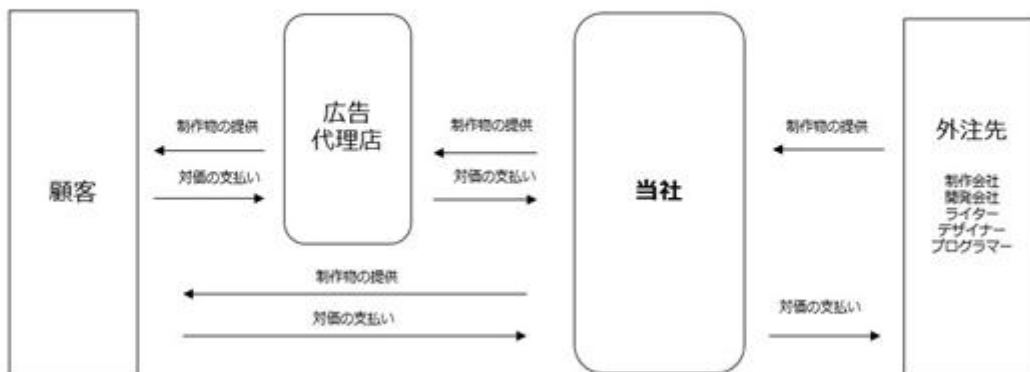 顧客
制作物の提供
対価の支払い
広告
代理店
制作物の提供
対価の支払い
制作物の提供
対価の支払い
当社
制作物の提供
対価の支払い
外注先
制作会社
開発会社
ライター
デザイナー
プログラマー